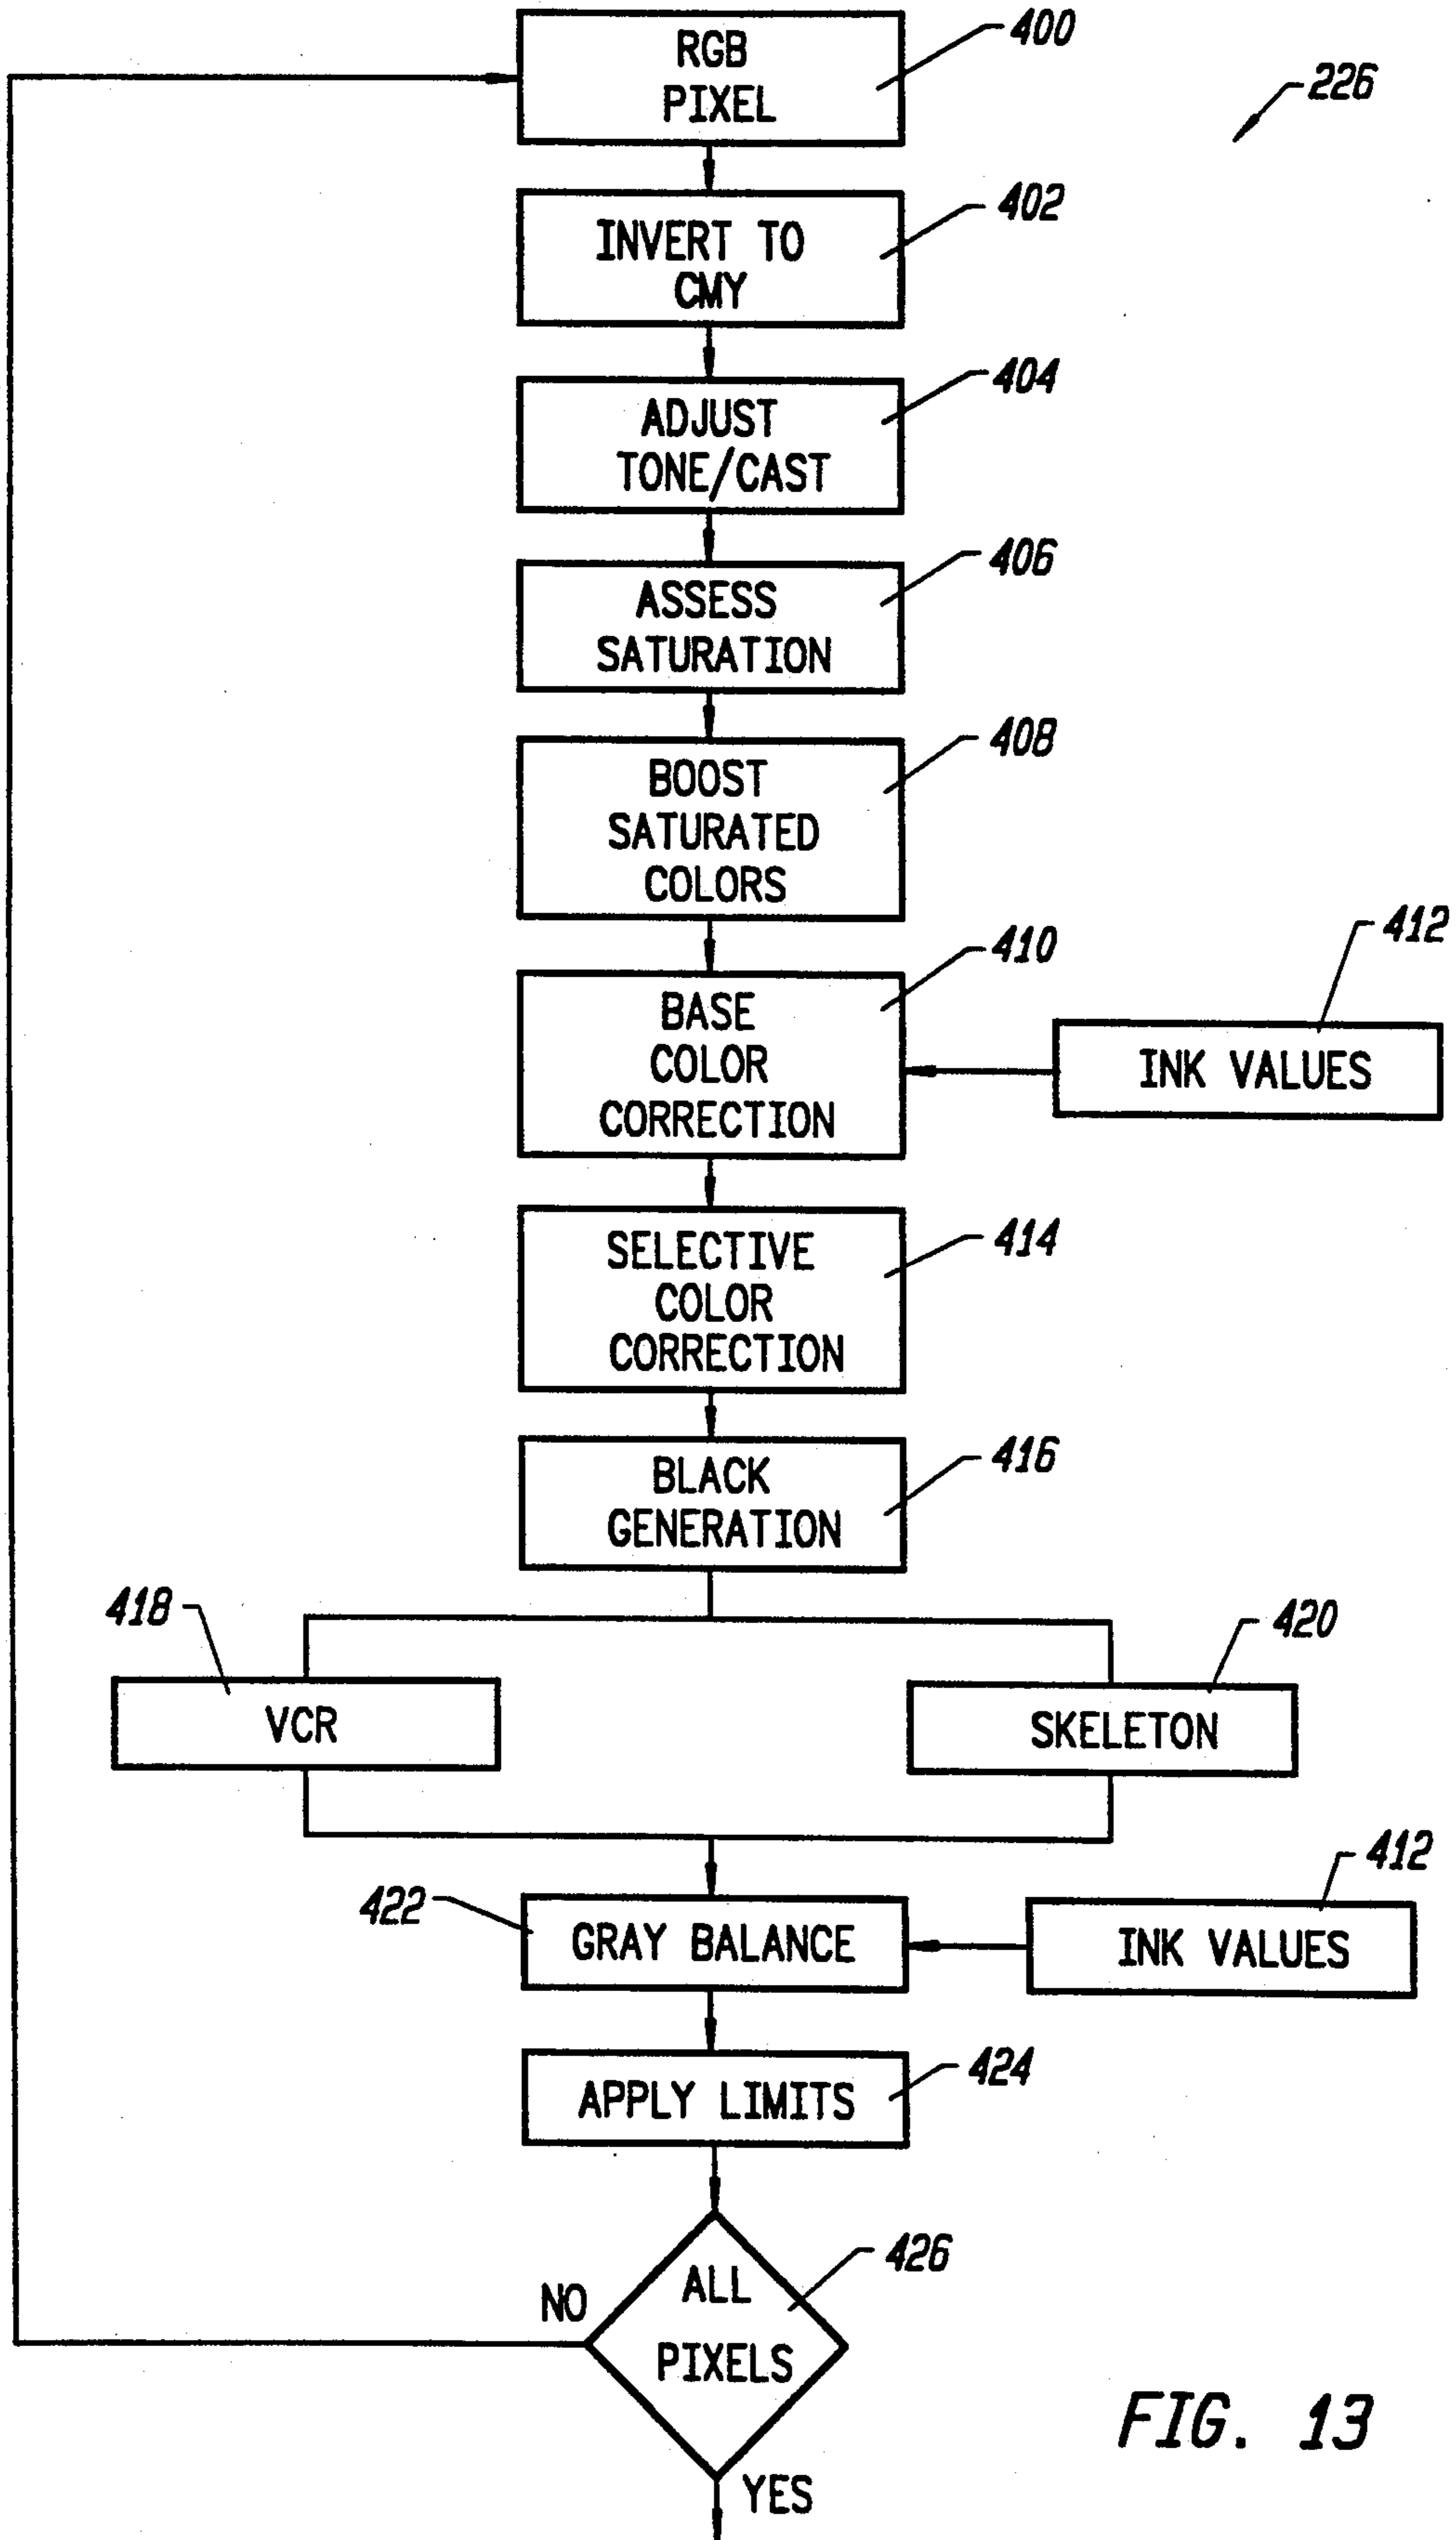 RGB
PIXEL
400
226
INVERT TO
CMY
402
ADJUST
TONE/CAST
404
ASSESS
SATURATION
406
BOOST
SATURATED
COLORS
408
BASE
COLOR
CORRECTION
410
INK VALUES
412
SELECTIVE
COLOR
CORRECTION
414
BLACK
GENERATION
416
418
VCR
420
SKELETON
422
GRAY BALANCE
412
INK VALUES
APPLY LIMITS
424
ALL
PIXELS
426
NO
YES
FIG. 13